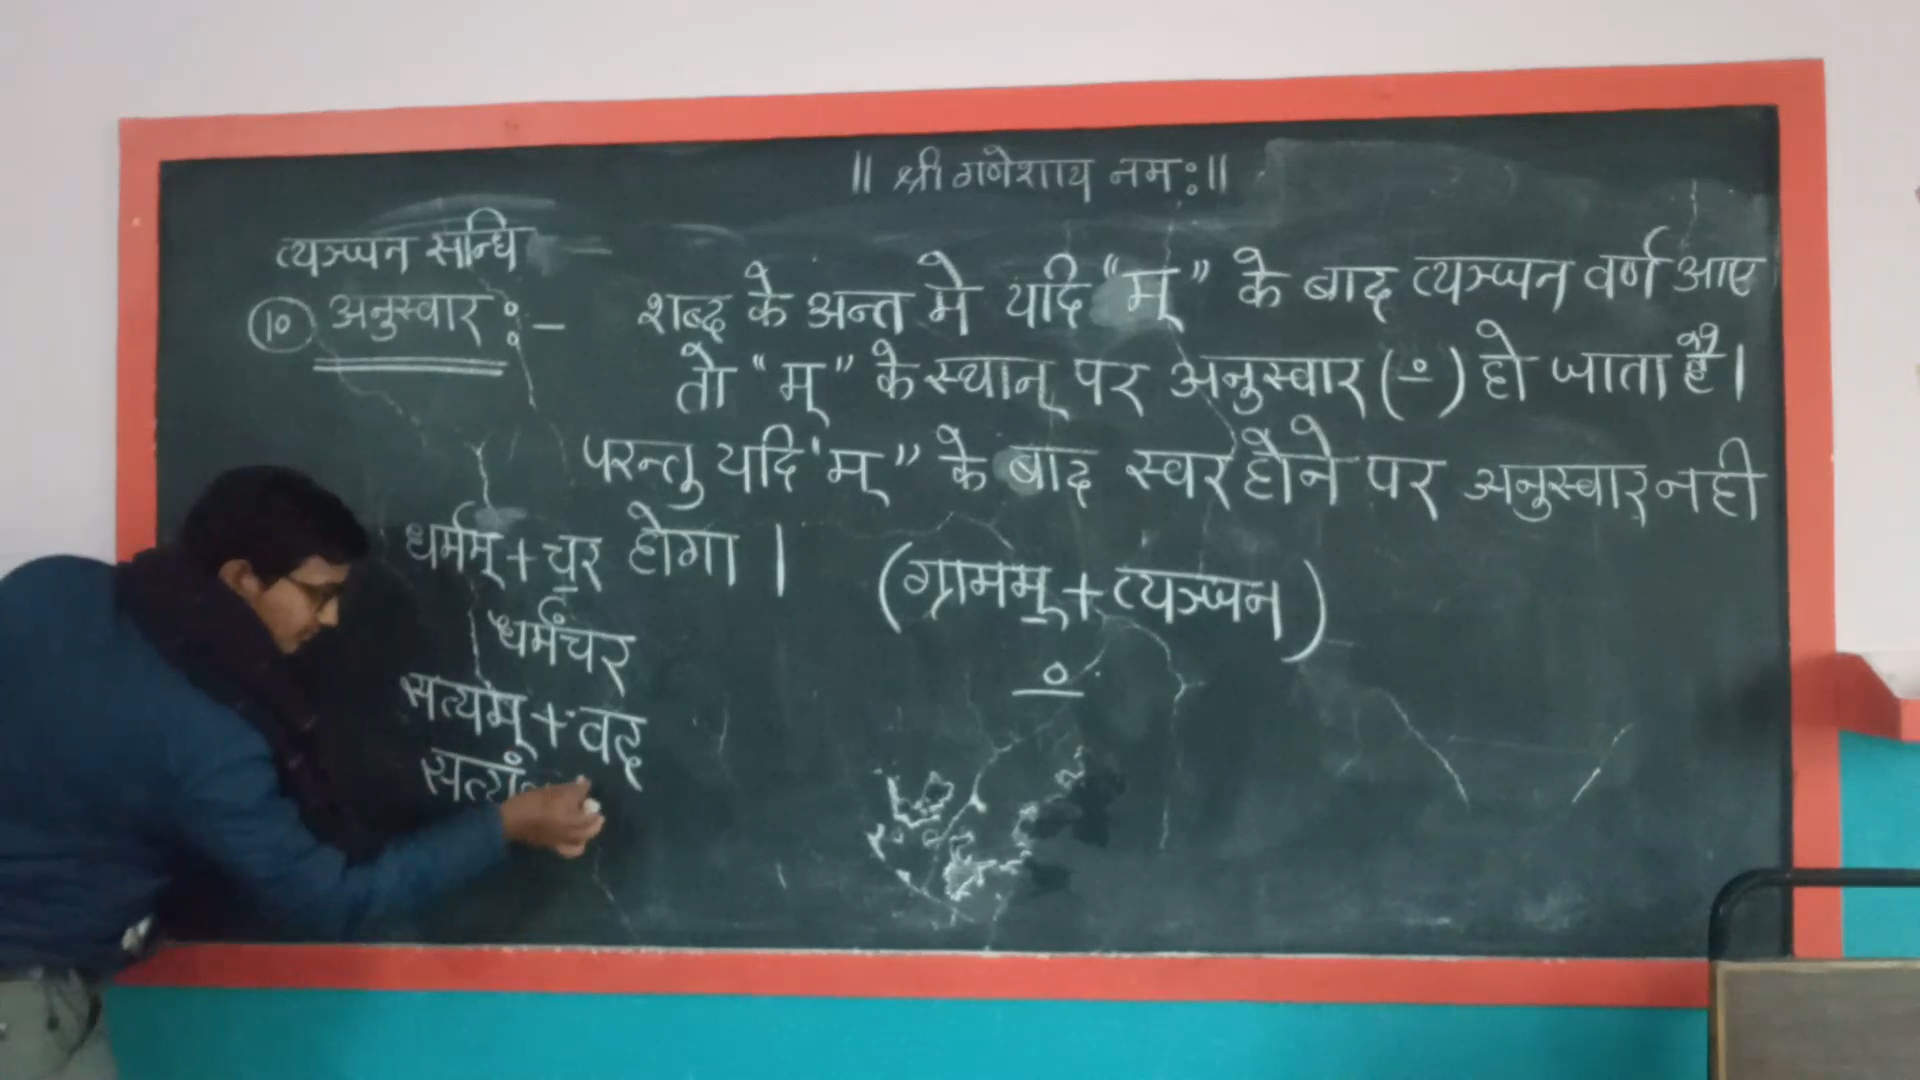 ॥ श्री गणेशाय नमः ॥
व्यञ्जन सन्धि —
१० अनुस्वार :- शब्द के अन्त मे यदि "म्" के बाद व्यञ्जन वर्ण आए
तो "म्" के स्थान् पर अनुस्वार (ं) हो जाता है।
परन्तु यदि "म्" के बाद स्वर होने पर अनुस्वार् नही
होगा । (ग्रामम् + व्यञ्जन)
ं
धर्मम् + चर
धर्मंचर
सत्यम् + वद
सत्यं